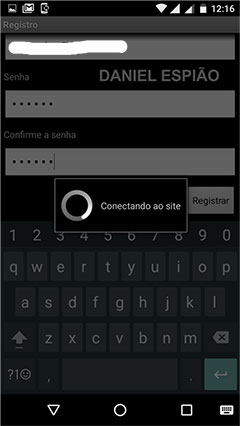 12:16
Registro
Senha
DANIEL ESPIÃO
••••••
Confirme a senha
••••••
Conectando ao site
Registrar
1 2 3 4 5 6 7 8 9 0
q w e r t y u i o p
a s d f g h j k l
z x c v b n m
?1 , .